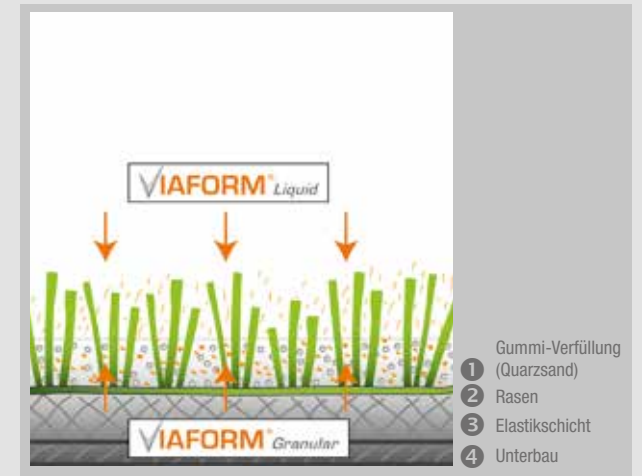 VIAFORM® Liquid
VIAFORM® Granular
Gummi-Verfüllung
1 (Quarzsand)
2 Rasen
3 Elastikschicht
4 Unterbau